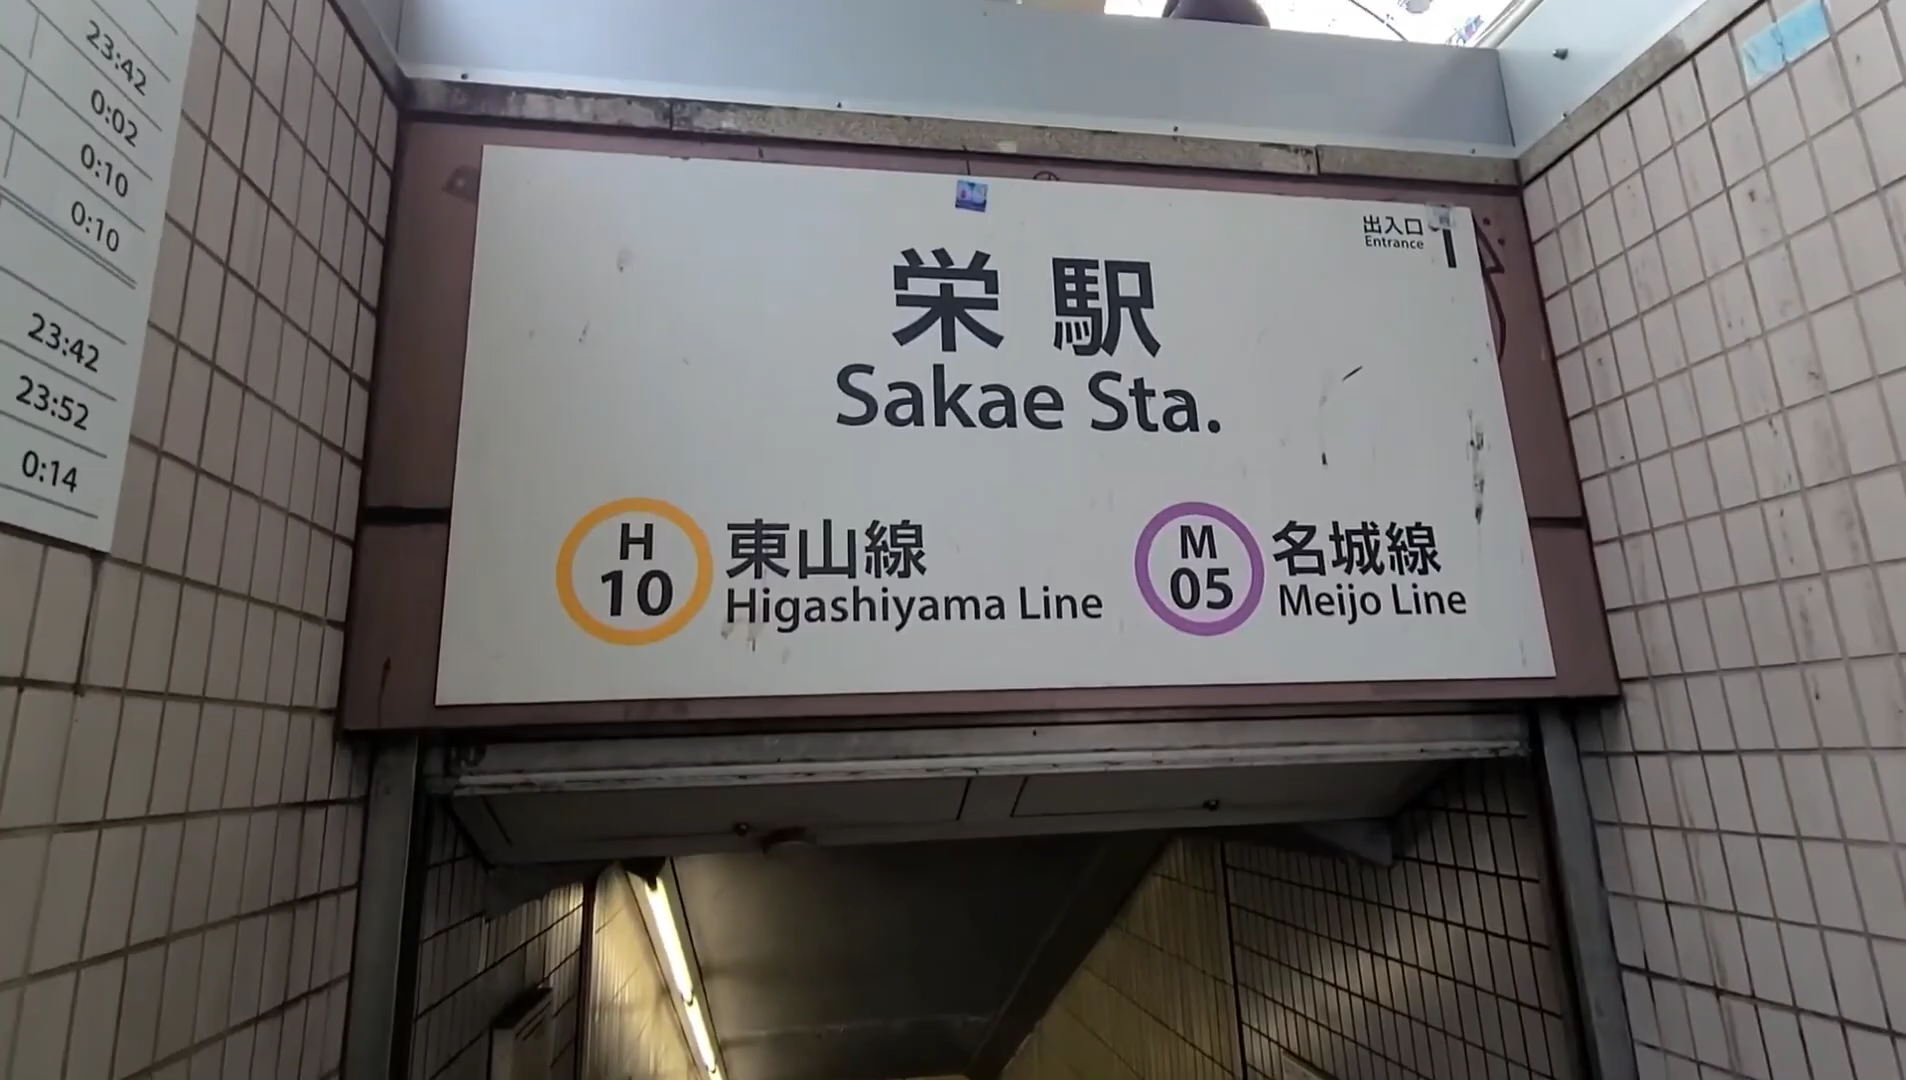 23:42
0:02
0:10
0:10
23:42
23:52
0:14
出入口
Entrance
1
栄 駅
Sakae Sta.
H
10
東山線
Higashiyama Line
M
05
名城線
Meijo Line